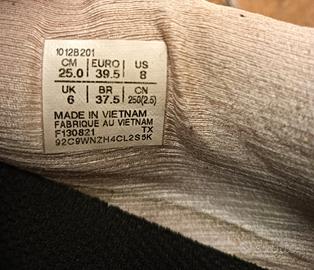 1012B201
CM EURO US
25.0 39.5 8
UK BR CN
6 37.5 250(2.5)
MADE IN VIETNAM
FABRIQUE AU VIETNAM
F130821 TX
92C9WNZH4CL2S5K